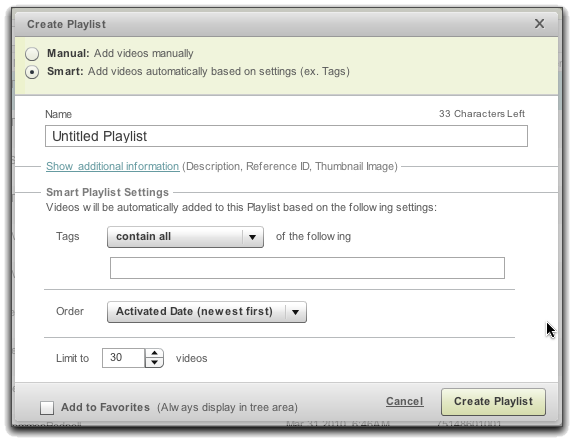 Create Playlist
Manual: Add videos manually
Smart: Add videos automatically based on settings (ex. Tags)
Name 33 Characters Left
Untitled Playlist
Show additional information (Description, Reference ID, Thumbnail Image)
Smart Playlist Settings
Videos will be automatically added to this Playlist based on the following settings:
Tags contain all of the following
Order Activated Date (newest first)
Limit to 30 videos
Add to Favorites (Always display in tree area) Cancel Create Playlist